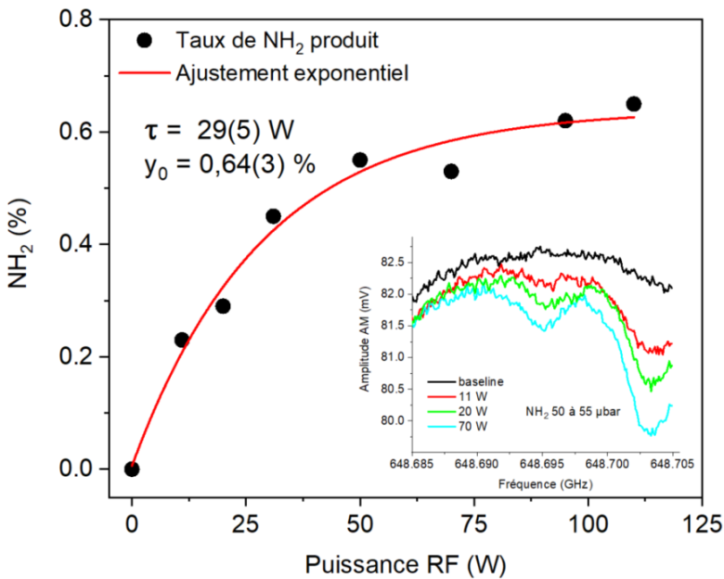 0.8
0.6
0.4
0.2
0.0
NH₂ (%)
Taux de NH₂ produit
Ajustement exponentiel
τ = 29(5) W
y₀ = 0,64(3) %
82.5
82.0
81.5
81.0
80.5
80.0
Amplitude AM (mV)
baseline
11 W
20 W
70 W
NH₂ 50 à 55 µbar
648.685 648.690 648.695 648.700 648.705
Fréquence (GHz)
0 25 50 75 100 125
Puissance RF (W)